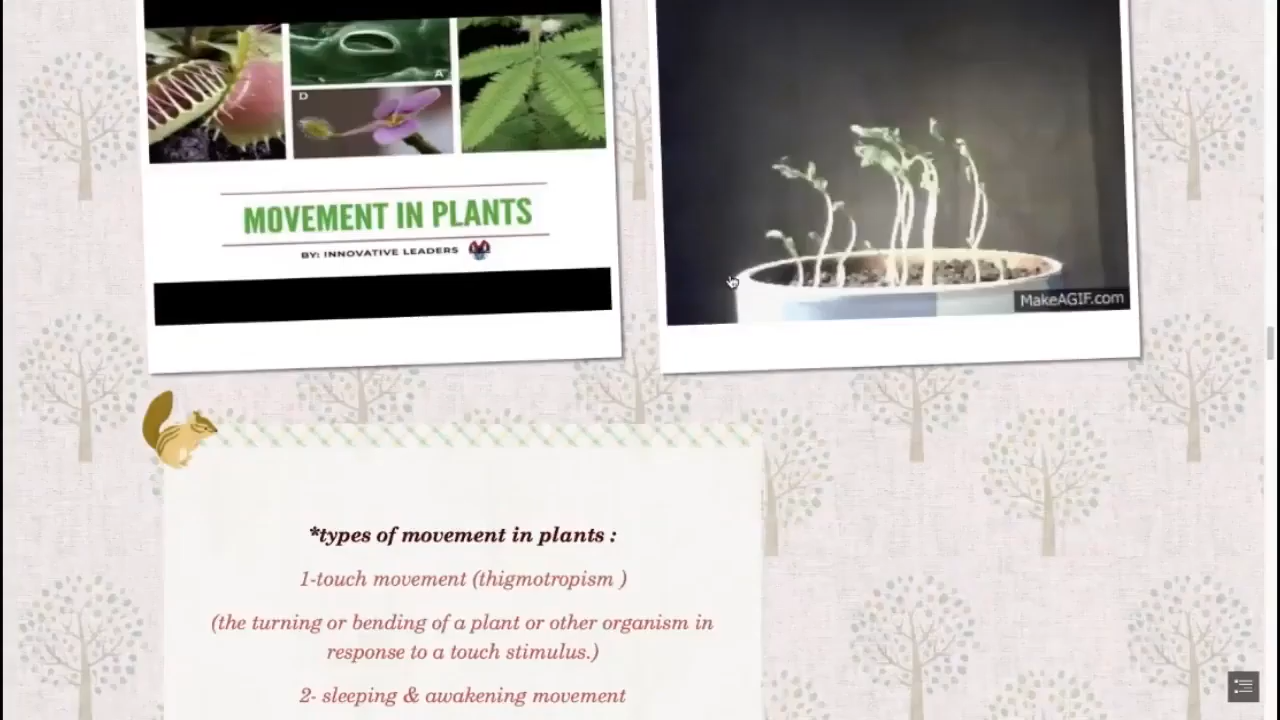 A
D
MOVEMENT IN PLANTS
BY: INNOVATIVE LEADERS
MakeAGIF.com
*types of movement in plants :
1-touch movement (thigmotropism )
(the turning or bending of a plant or other organism in
response to a touch stimulus.)
2- sleeping & awakening movement